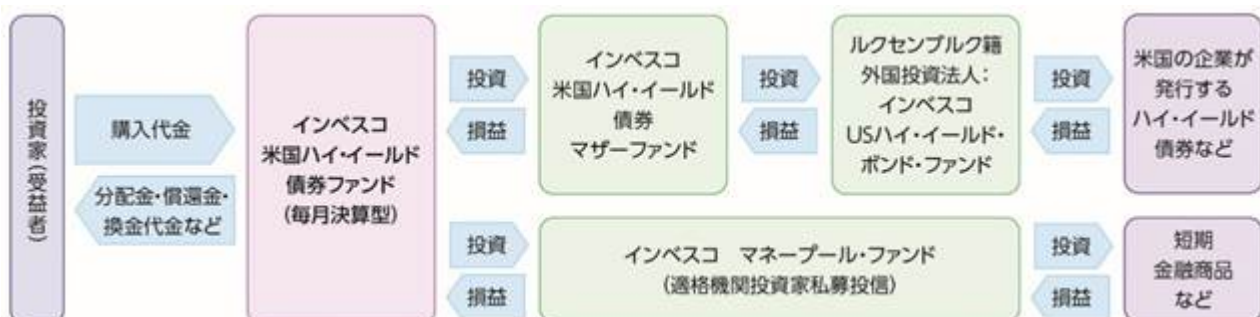 投資家(受益者)
購入代金
分配金・償還金・
換金代金など
インベスコ
米国ハイ・イールド
債券ファンド
(毎月決算型)
投資
損益
インベスコ
米国ハイ・イールド
債券
マザーファンド
投資
損益
ルクセンブルク籍
外国投資法人：
インベスコ
USハイ・イールド・
ボンド・ファンド
投資
損益
米国の企業が
発行する
ハイ・イールド
債券など
投資
損益
インベスコ　マネープール・ファンド
(適格機関投資家私募投信)
投資
損益
短期
金融商品
など